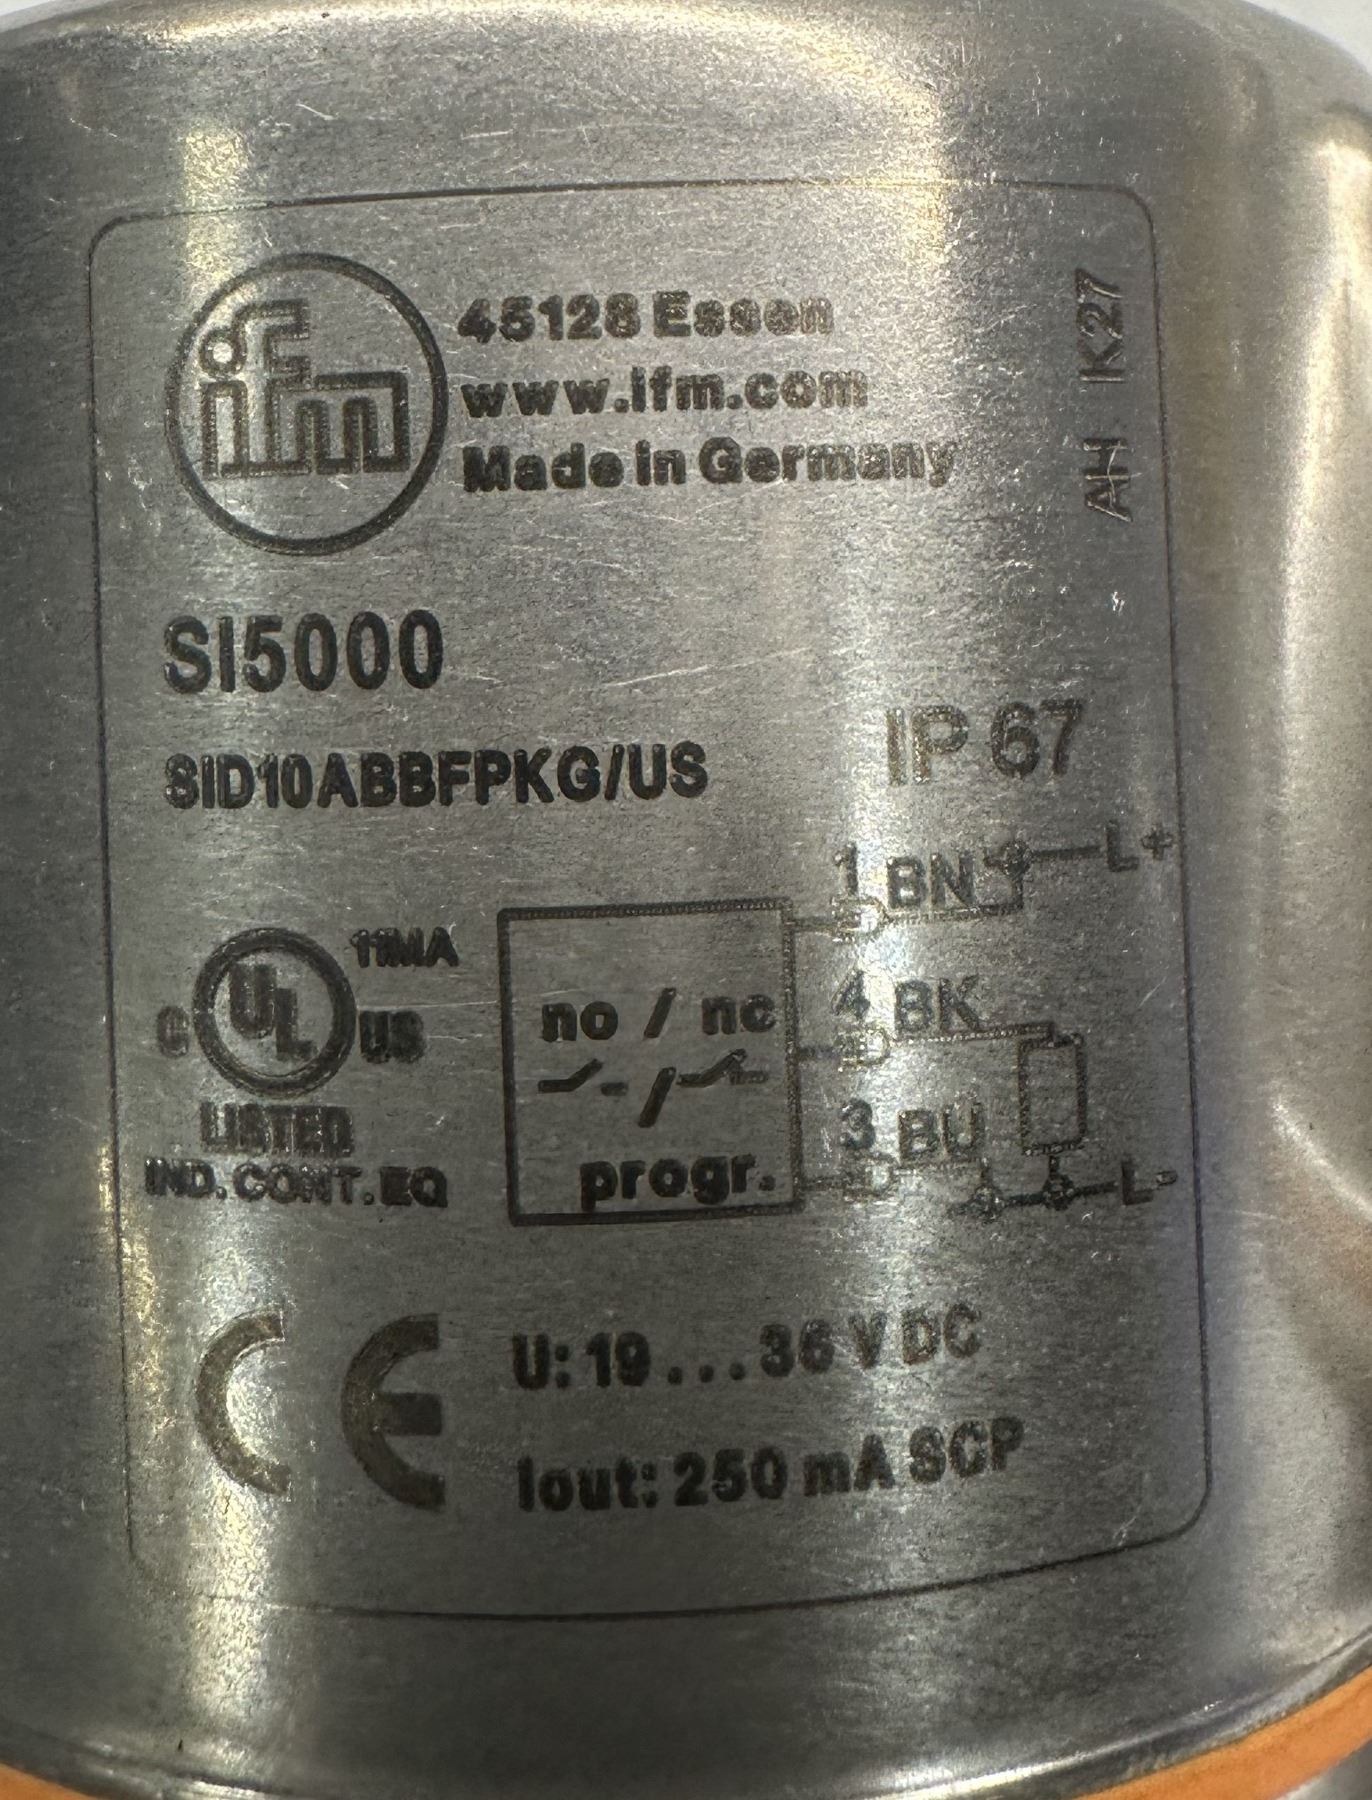 ifm
45128 Essen
www.ifm.com
Made in Germany
AH K27
SI5000
SID10ABBFPKG/US
IP 67
1 BN L+
11MA
C UL US
LISTED
IND. CONT. EQ
no / nc
progr.
4 BK
3 BU
L-
CE
U: 19 ... 36 V DC
Iout: 250 mA SCP